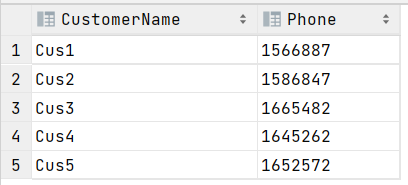 CustomerName Phone
1 Cus1 1566887
2 Cus2 1586847
3 Cus3 1665482
4 Cus4 1645262
5 Cus5 1652572